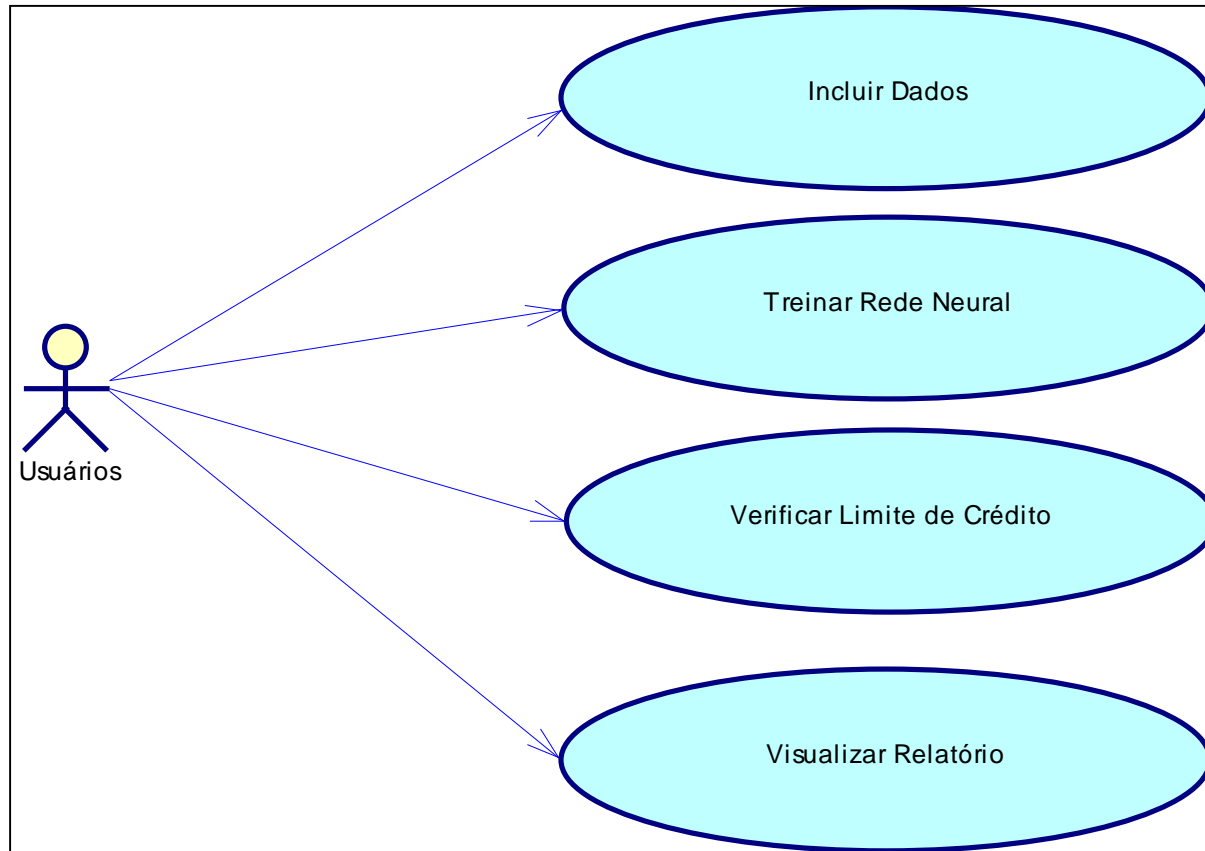 Incluir Dados
Treinar Rede Neural
Usuários
Verificar Limite de Crédito
Visualizar Relatório